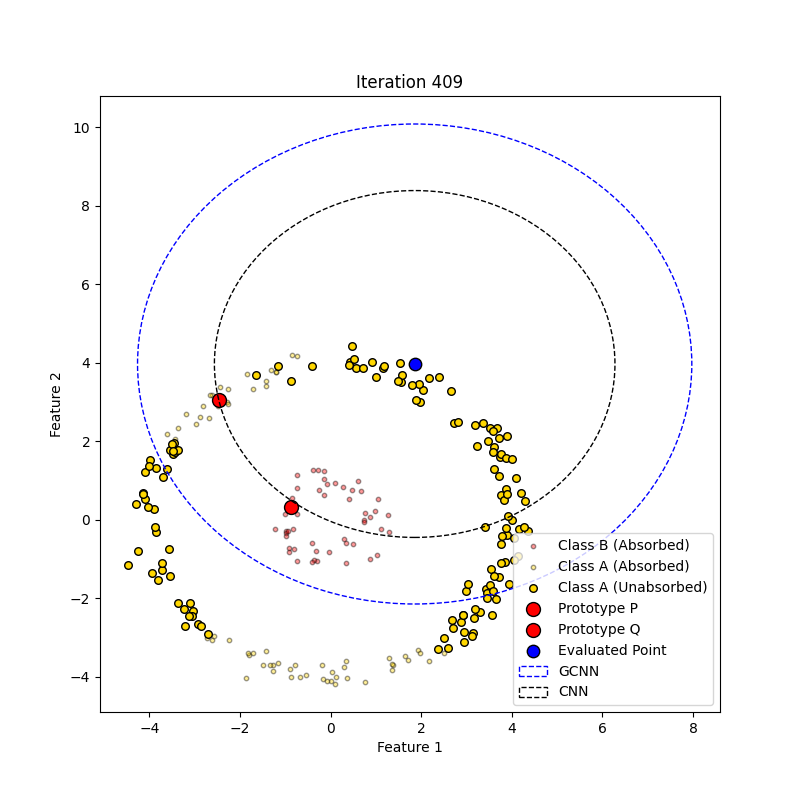 Iteration 409
Feature 2
10
8
6
4
2
0
−2
−4
−4 −2 0 2 4 6 8
Feature 1
Class B (Absorbed)
Class A (Absorbed)
Class A (Unabsorbed)
Prototype P
Prototype Q
Evaluated Point
GCNN
CNN